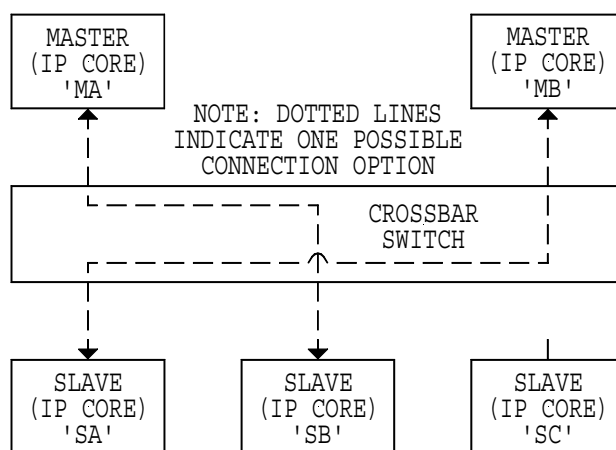 MASTER
(IP CORE)
'MA'
MASTER
(IP CORE)
'MB'
NOTE: DOTTED LINES
INDICATE ONE POSSIBLE
CONNECTION OPTION
CROSSBAR
SWITCH
SLAVE
(IP CORE)
'SA'
SLAVE
(IP CORE)
'SB'
SLAVE
(IP CORE)
'SC'